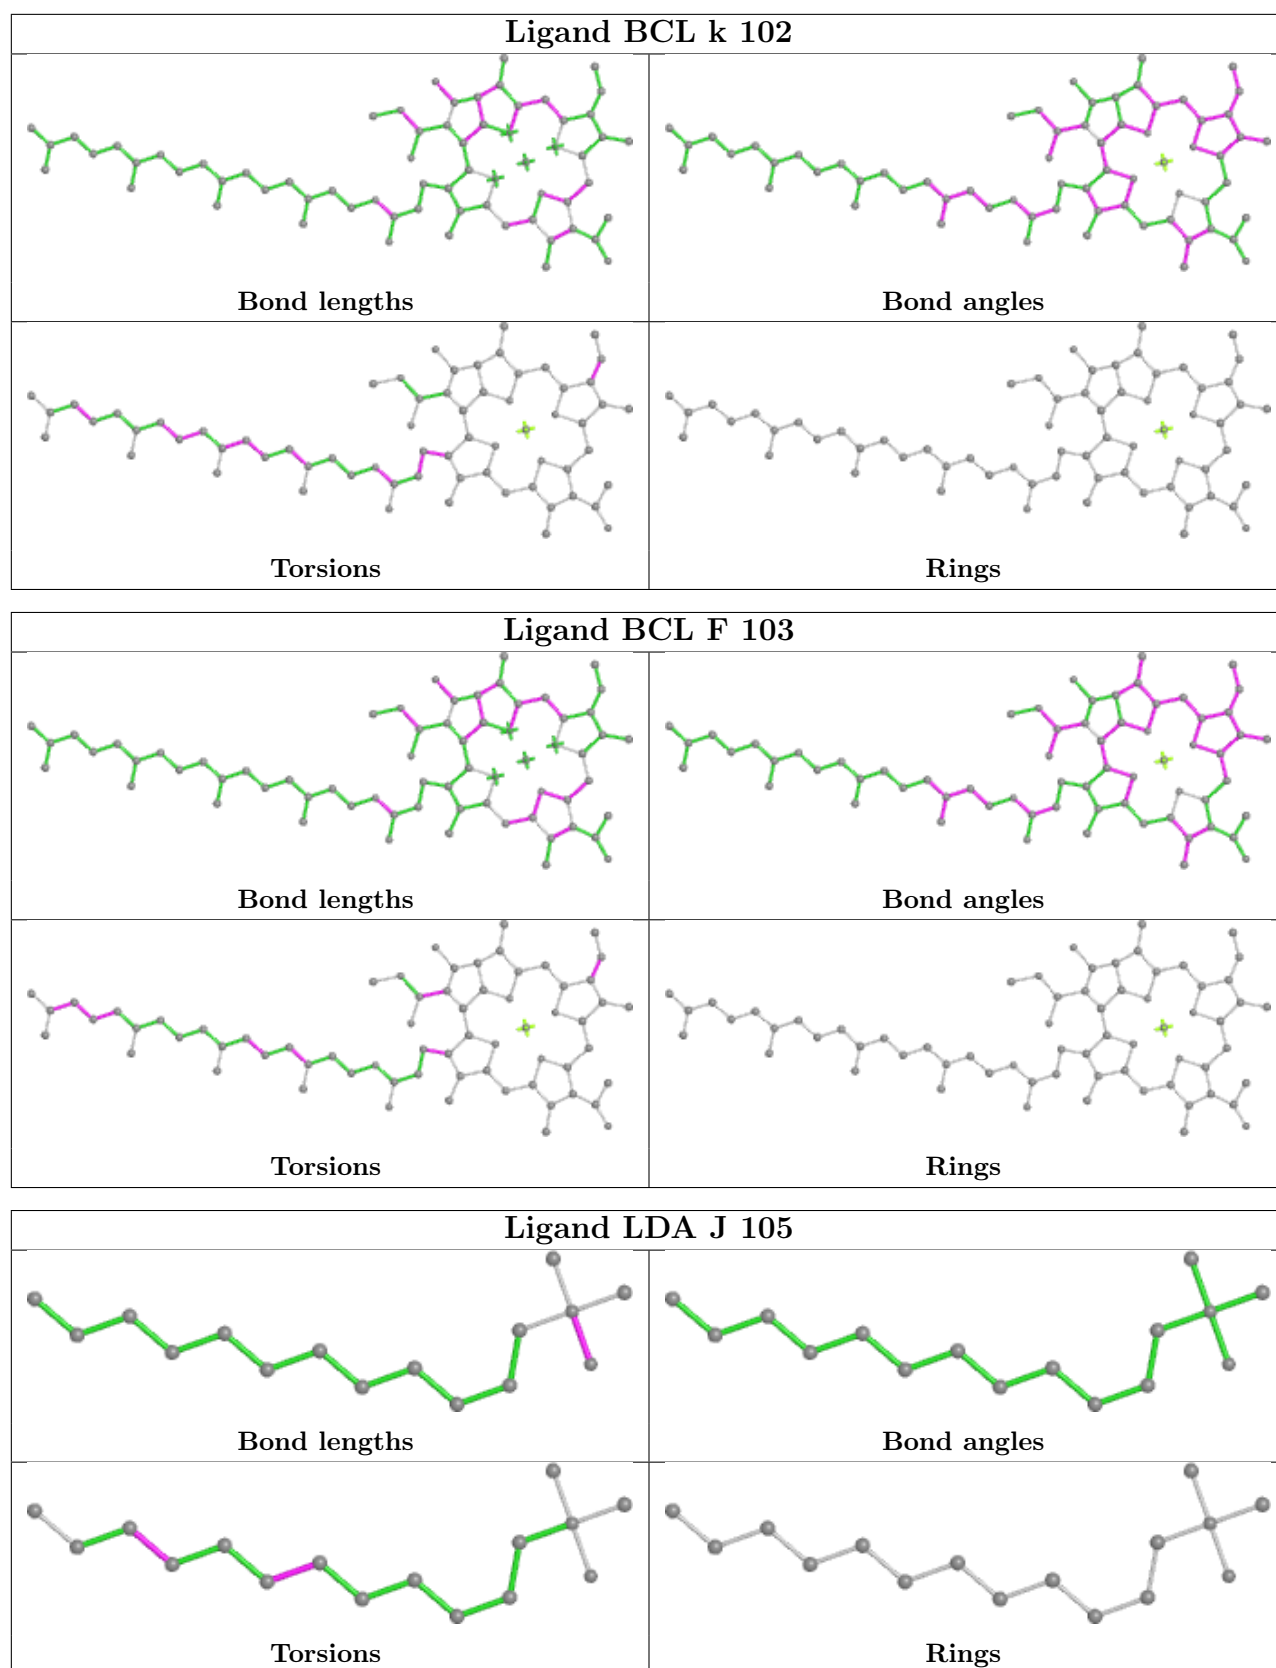 Ligand BCL k 102
Bond lengths
Bond angles
Torsions
Rings
Ligand BCL F 103
Bond lengths
Bond angles
Torsions
Rings
Ligand LDA J 105
Bond lengths
Bond angles
Torsions
Rings